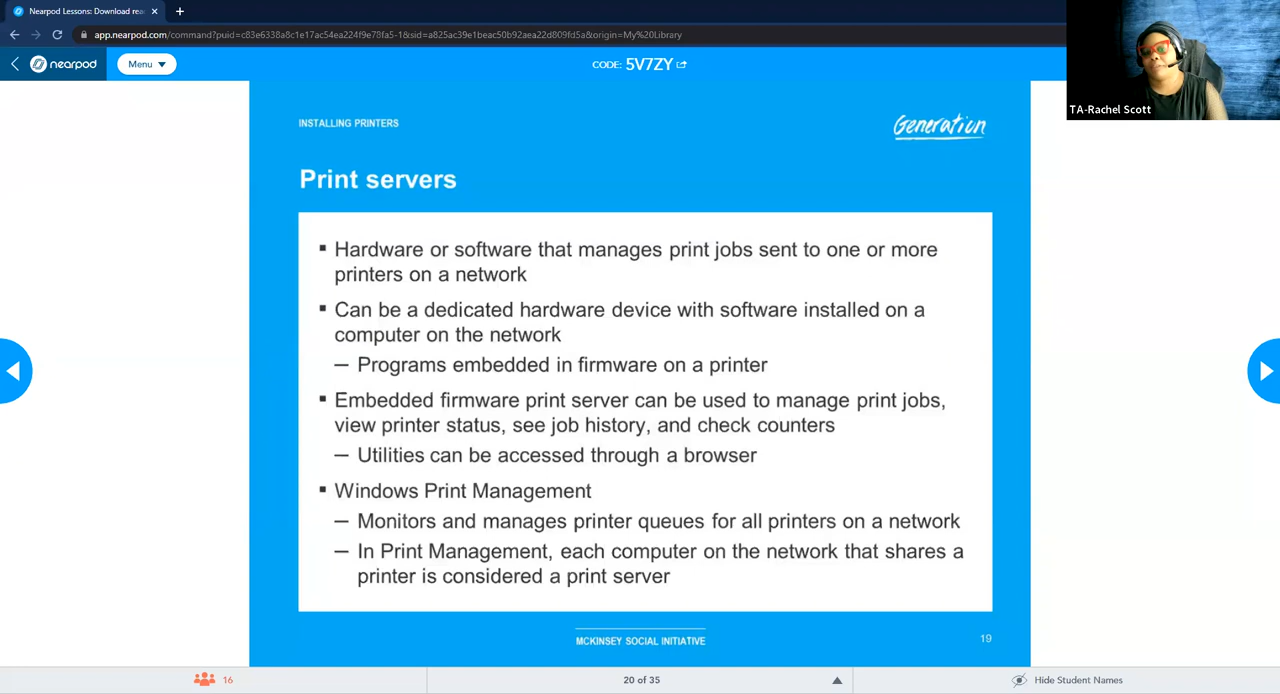 Nearpod Lessons: Download rea
app.nearpod.com/command?puid=c83e6338a8c1e17ac54ea224f9e78fa5-1&sid=a825ac39e1beac50b92aea22d809fd5a&origin=My%20Library
nearpod
Menu
CODE: 5V7ZY
TA-Rachel Scott
INSTALLING PRINTERS
Generation
Print servers
▪ Hardware or software that manages print jobs sent to one or more
printers on a network
▪ Can be a dedicated hardware device with software installed on a
computer on the network
– Programs embedded in firmware on a printer
▪ Embedded firmware print server can be used to manage print jobs,
view printer status, see job history, and check counters
– Utilities can be accessed through a browser
▪ Windows Print Management
– Monitors and manages printer queues for all printers on a network
– In Print Management, each computer on the network that shares a
printer is considered a print server
MCKINSEY SOCIAL INITIATIVE
19
16
20 of 35
Hide Student Names